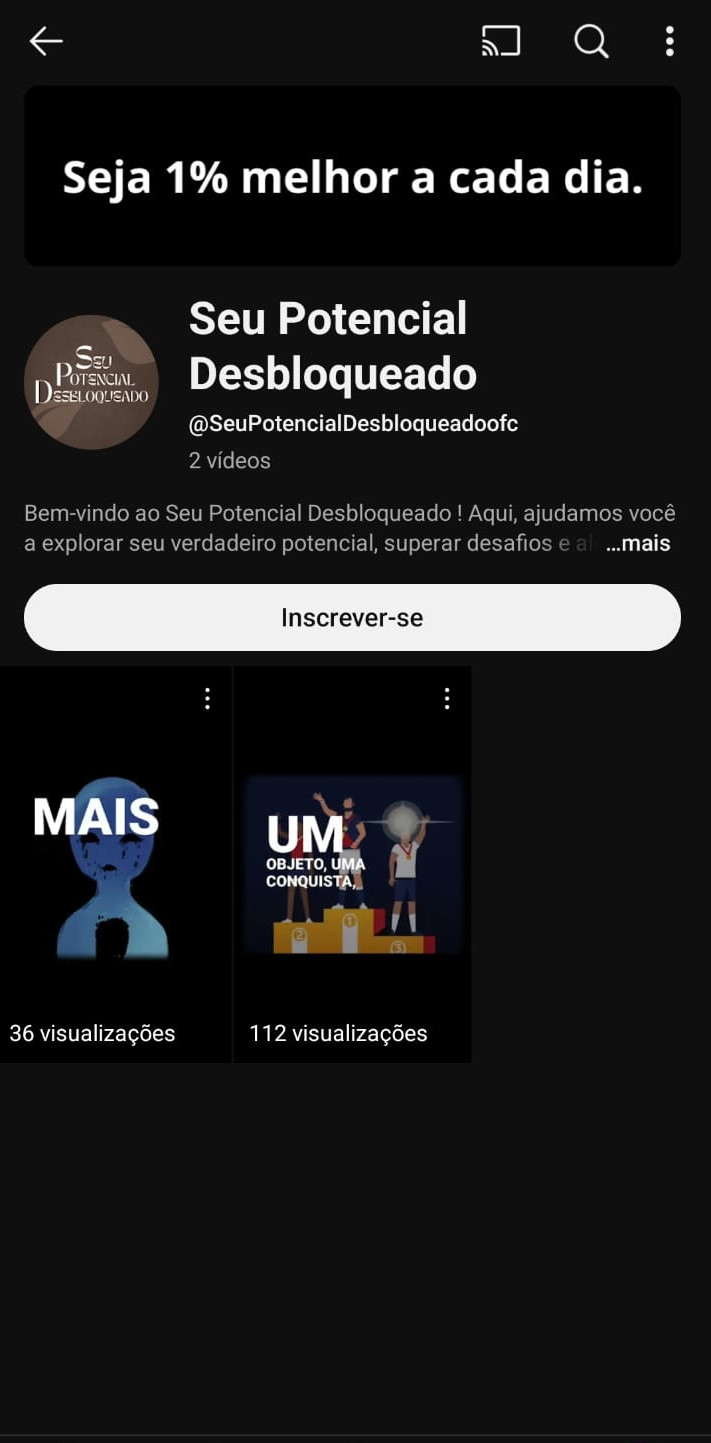 Seja 1% melhor a cada dia.
SEU
POTENCIAL
DESBLOQUEADO
Seu Potencial
Desbloqueado
@SeuPotencialDesbloqueadoofc
2 vídeos
Bem-vindo ao Seu Potencial Desbloqueado ! Aqui, ajudamos você
a explorar seu verdadeiro potencial, superar desafios e al ...mais
Inscrever-se
MAIS
UM
OBJETO, UMA
CONQUISTA,
1
2
3
36 visualizações
112 visualizações